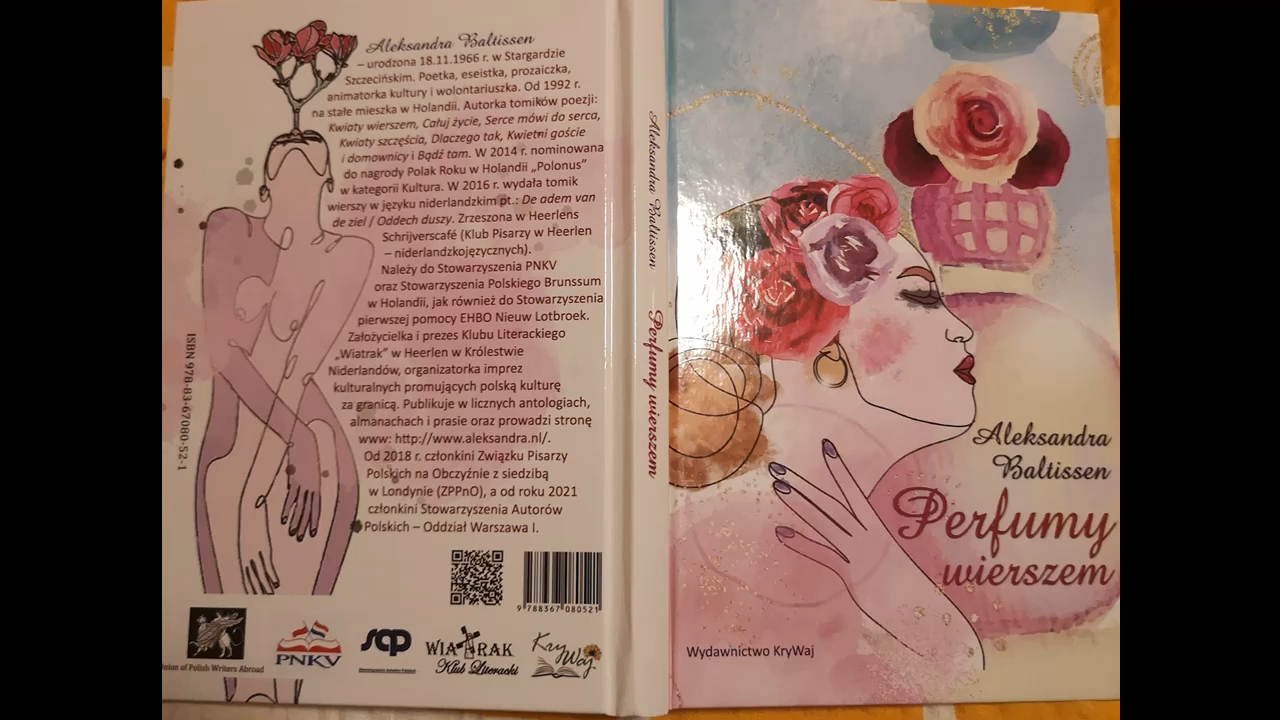 Aleksandra Baltissen
– urodzona 18.11.1966 r. w Stargardzie
Szczecińskim. Poetka, eseistka, prozaiczka,
animatorka kultury i wolontariuszka. Od 1992 r.
na stałe mieszka w Holandii. Autorka tomików poezji:
Kwiaty wierszem, Całuj życie, Serce mówi do serca,
Kwiaty szczęścia, Dlaczego tak, Kwietni goście
i domownicy i Bądź tam. W 2014 r. nominowana
do nagrody Polak Roku w Holandii „Polonus”
w kategorii Kultura. W 2016 r. wydała tomik
wierszy w języku niderlandzkim pt.: De adem van
de ziel / Oddech duszy. Zrzeszona w Heerlens
Schrijverscafé (Klub Pisarzy w Heerlen
– niderlandzkojęzycznych).
Należy do Stowarzyszenia PNKV
oraz Stowarzyszenia Polskiego Brunssum
w Holandii, jak również do Stowarzyszenia
pierwszej pomocy EHBO Nieuw Lotbroek.
Założycielka i prezes Klubu Literackiego
„Wiatrak” w Heerlen w Królestwie
Niderlandów, organizatorka imprez
kulturalnych promujących polską kulturę
za granicą. Publikuje w licznych antologiach,
almanachach i prasie oraz prowadzi stronę
www: http://www.aleksandra.nl/.
Od 2018 r. członkini Związku Pisarzy
Polskich na Obczyźnie z siedzibą
w Londynie (ZPPnO), a od roku 2021
członkini Stowarzyszenia Autorów
Polskich – Oddział Warszawa I.
ISBN 978-83-67080-52-1
9 788367 080521
Union of Polish Writers Abroad
PNKV
sap
Stowarzyszenie Autorów Polskich
WIATRAK
Klub Literacki
KryWaj
Aleksandra Baltissen Perfumy wierszem
Aleksandra
Baltissen
Perfumy
wierszem
Wydawnictwo KryWaj